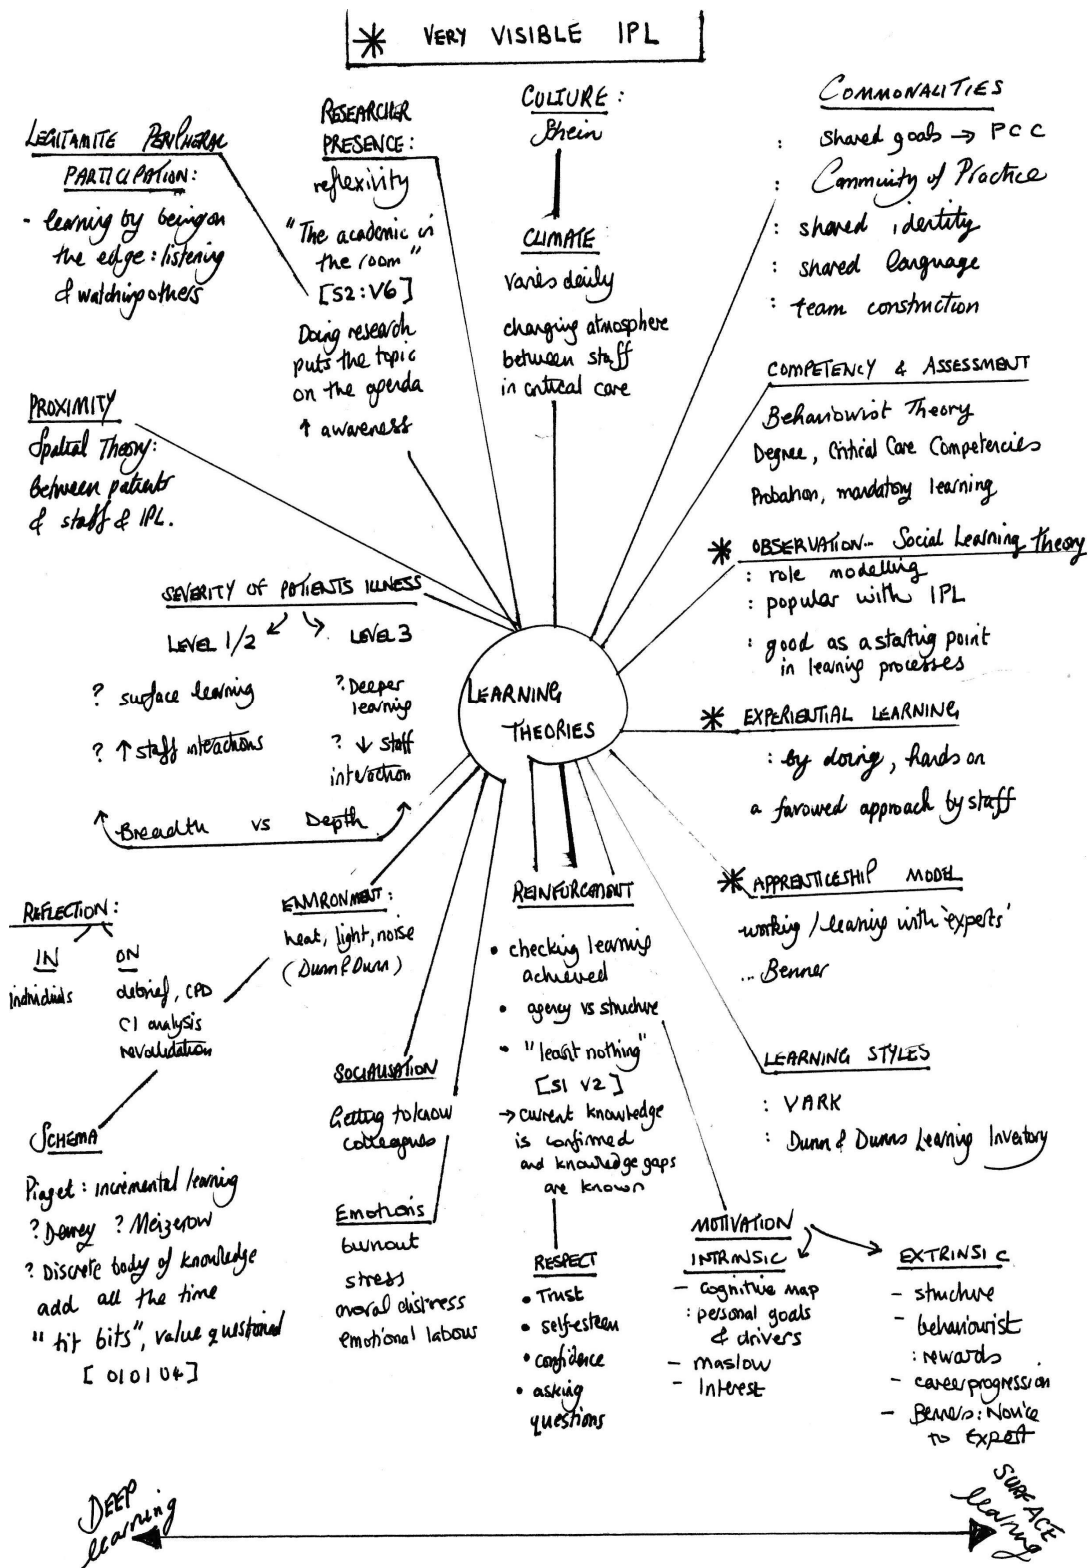 * VERY VISIBLE IPL
LEGITAMITE PERIPHERAL
PARTICIPATION:
- learning by being on
the edge: listening
& watching others
RESEARCHER
PRESENCE:
reflexivity
"The academic in
the room"
[S2:V6]
Doing research
puts the topic
on the agenda
↑ awareness
CULTURE:
Shein
CLIMATE:
varies daily
changing atmosphere
between staff
in critical care
COMMONALITIES
: shared goals → PCC
: Community of Practice
: shared identity
: shared language
: team construction
PROXIMITY
Spatial Theory:
between patients
& staff & IPL.
COMPETENCY & ASSESSMENT
Behaviourist Theory
Degree, Critical Care Competencies
Probation, mandatory learning
* OBSERVATION... Social Learning Theory
: role modelling
: popular with IPL
: good as a starting point
in learning processes
SEVERITY OF PATIENTS ILLNESS
LEVEL 1/2
LEVEL 3
? surface learning
? Deeper
learning
? ↑ staff interactions
? ↓ staff
interaction
Breadth vs Depth
LEARNING
THEORIES
* EXPERIENTIAL LEARNING
: by doing, hands on
a favoured approach by staff
* APPRENTICESHIP MODEL
working / learning with 'experts'
... Benner
REFLECTION:
IN
individuals
ON
debrief, CPD
CI analysis
revalidation
ENVIRONMENT:
heat, light, noise
(Dunn & Dunn)
REINFORCEMENT
• checking learning
achieved
• agency vs structure
• "learnt nothing"
[S1 V2]
→ current knowledge
is confirmed
and knowledge gaps
are known
LEARNING STYLES
: VARK
: Dunn & Dunns Learning Inventory
SOCIALISATION
Getting to know
colleagues
SCHEMA
Piaget: incremental learning
? Dewey ? Meizerow
? Discrete body of knowledge
add all the time
"tit bits", value questioned
[0101 04]
Emotions
burnout
stress
moral distress
emotional labour
RESPECT
• Trust
• self-esteem
• confidence
• asking
questions
MOTIVATION
INTRINSIC
- cognitive map
: personal goals
& drivers
- maslow
- Interest
EXTRINSIC
- structure
- behaviourist
: rewards
- career progression
- Benners: Novice
to Expert
DEEP
learning
SURFACE
learning